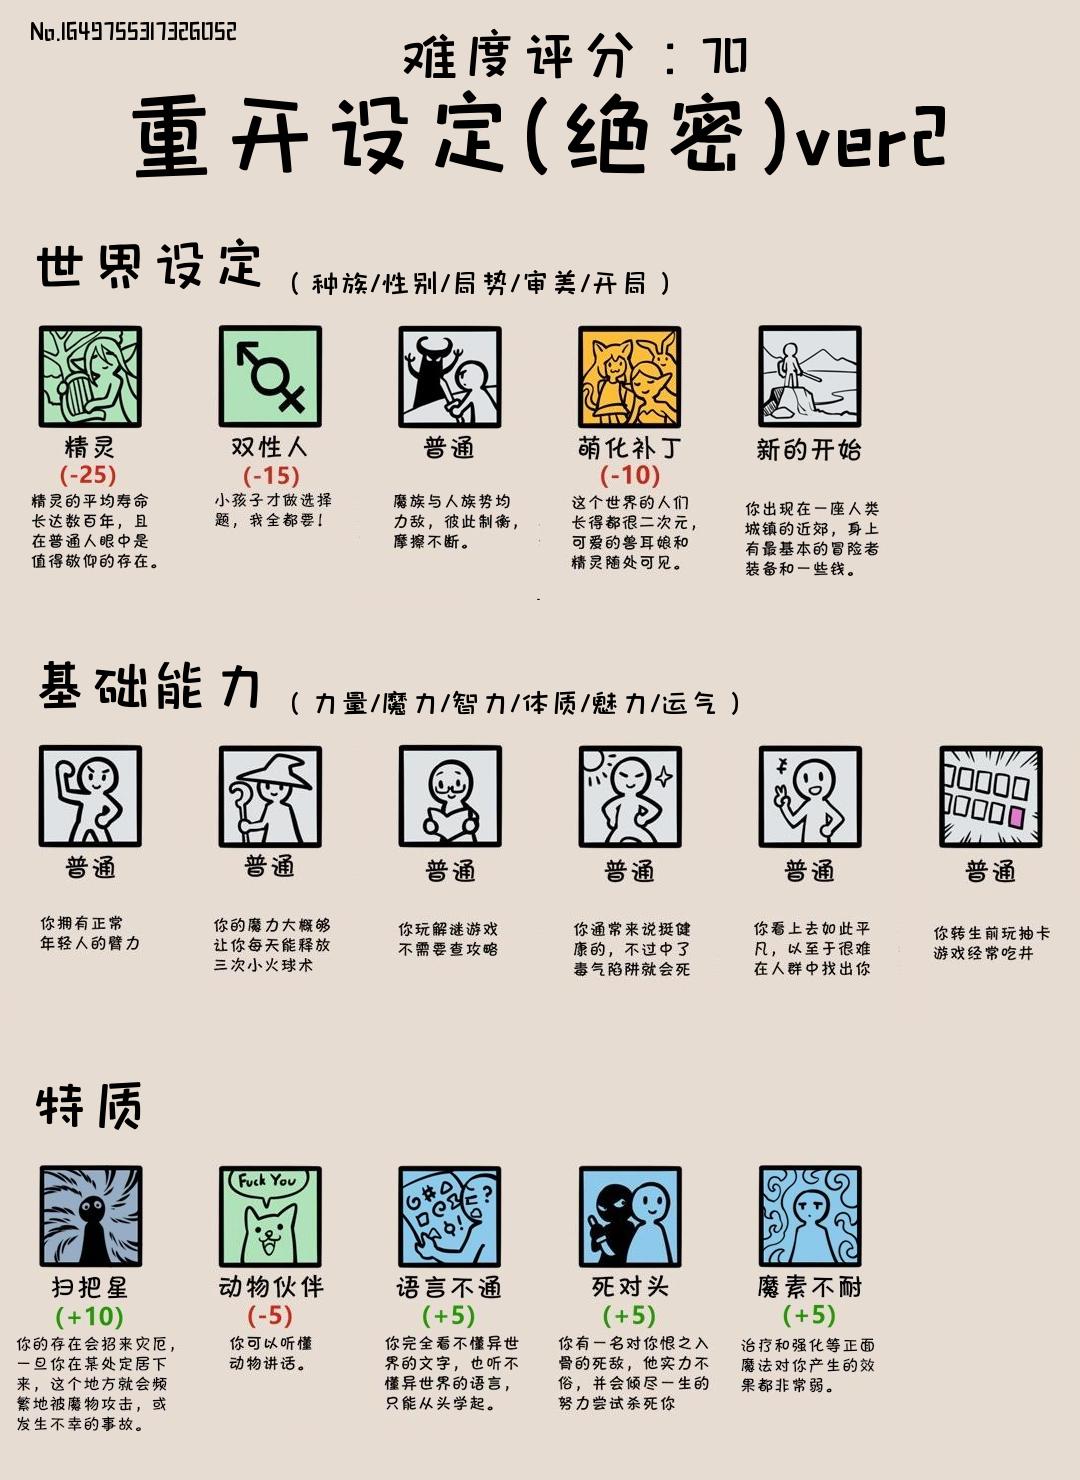 No.1649755317326052
难度评分：70
重开设定(绝密)ver2
世界设定
（种族/性别/局势/审美/开局）
精灵
(-25)
精灵的平均寿命
长达数百年，且
在普通人眼中是
值得敬仰的存在。
双性人
(-15)
小孩子才做选择
题，我全都要！
普通
魔族与人族势均
力敌，彼此制衡，
摩擦不断。
萌化补丁
(-10)
这个世界的人们
长得都很二次元，
可爱的兽耳娘和
精灵随处可见。
新的开始
你出现在一座人类
城镇的近郊，身上
有最基本的冒险者
装备和一些钱。
基础能力
（力量/魔力/智力/体质/魅力/运气）
普通
你拥有正常
年轻人的臂力
普通
你的魔力大概够
让你每天能释放
三次小火球术
普通
你玩解谜游戏
不需要查攻略
普通
你通常来说挺健
康的，不过中了
毒气陷阱就会死
普通
你看上去如此平
凡，以至于很难
在人群中找出你
普通
你转生前玩抽卡
游戏经常吃井
特质
扫把星
(+10)
你的存在会招来灾厄，
一旦你在某处定居下
来，这个地方就会频
繁地被魔物攻击，或
发生不幸的事故。
Fuck You
动物伙伴
(-5)
你可以听懂
动物讲话。
语言不通
(+5)
你完全看不懂异世
界的文字，也听不
懂异世界的语言，
只能从头学起。
死对头
(+5)
你有一名对你恨之入
骨的死敌，他实力不
俗，并会倾尽一生的
努力尝试杀死你
魔素不耐
(+5)
治疗和强化等正面
魔法对你产生的效
果都非常弱。